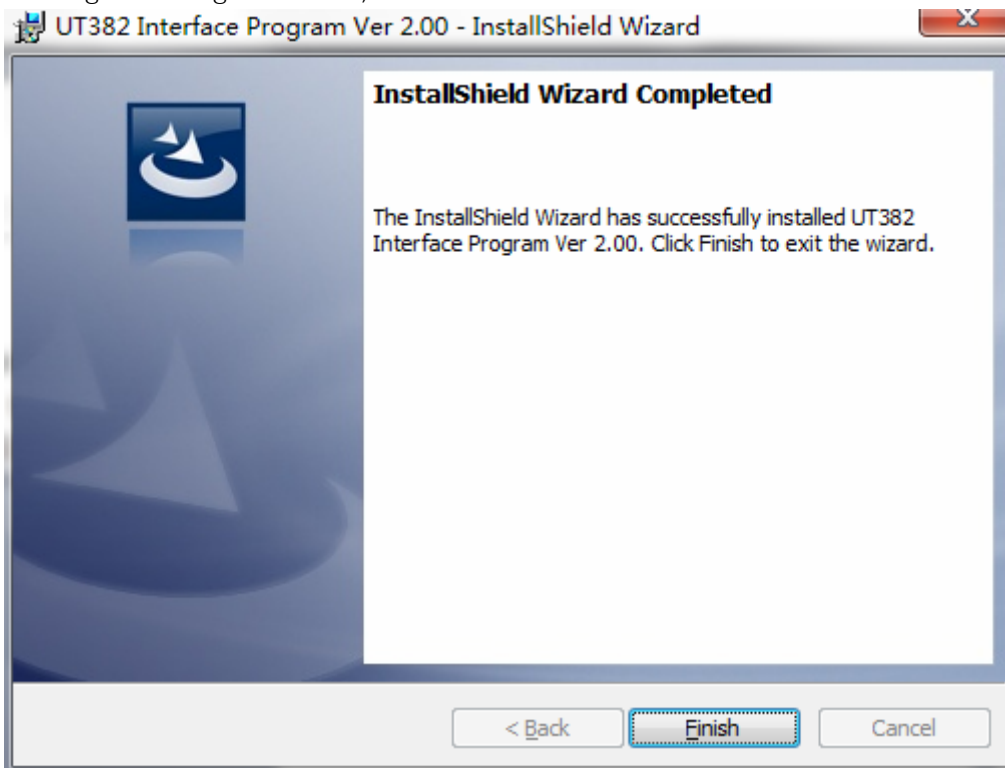 UT382 Interface Program Ver 2.00 - InstallShield Wizard
InstallShield Wizard Completed
The InstallShield Wizard has successfully installed UT382
Interface Program Ver 2.00. Click Finish to exit the wizard.
< Back
Finish
Cancel